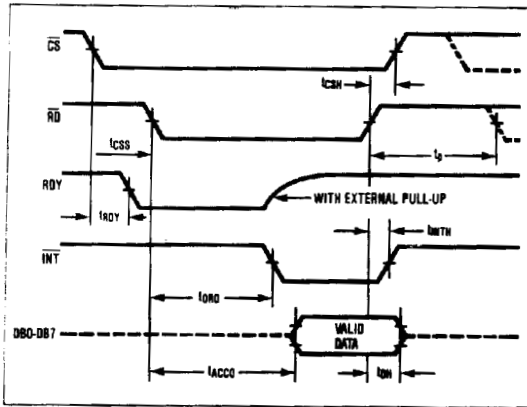 CS
tCSH
RD
tCSS
tP
RDY
WITH EXTERNAL PULL-UP
tRDY
tINTH
INT
tCRD
DB0-DB7
VALID
DATA
tACC0
tDH